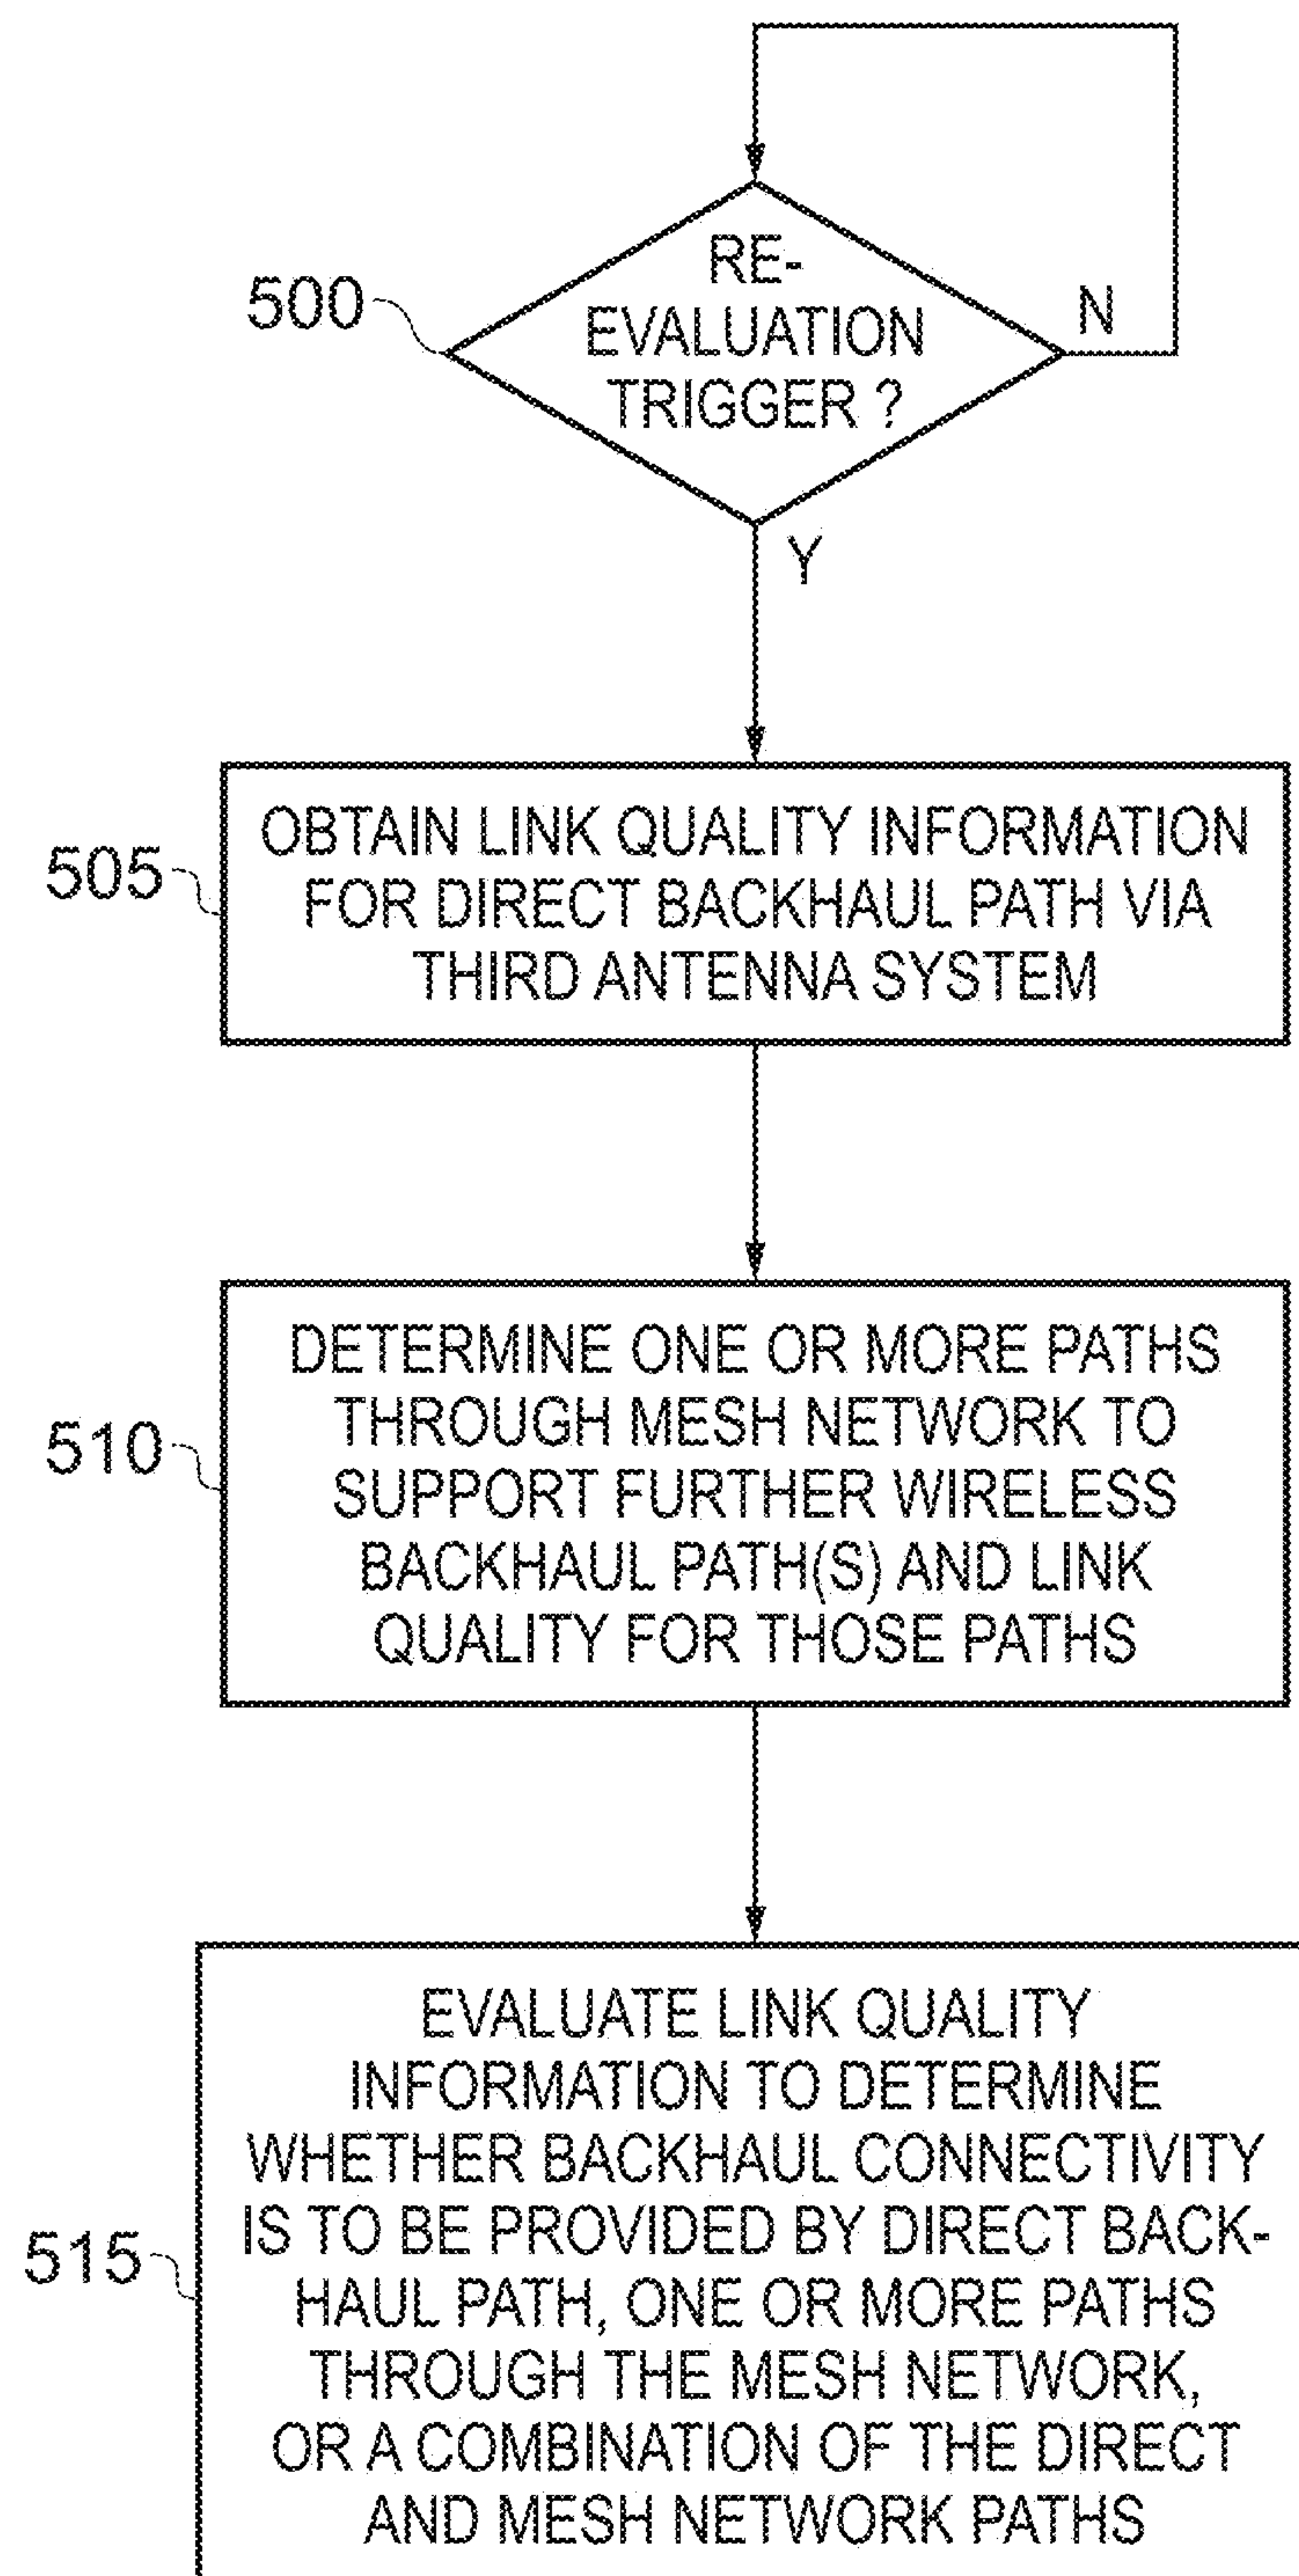 RE-
EVALUATION
TRIGGER ?
500
N
Y
OBTAIN LINK QUALITY INFORMATION
FOR DIRECT BACKHAUL PATH VIA
THIRD ANTENNA SYSTEM
505
DETERMINE ONE OR MORE PATHS
THROUGH MESH NETWORK TO
SUPPORT FURTHER WIRELESS
BACKHAUL PATH(S) AND LINK
QUALITY FOR THOSE PATHS
510
EVALUATE LINK QUALITY
INFORMATION TO DETERMINE
WHETHER BACKHAUL CONNECTIVITY
IS TO BE PROVIDED BY DIRECT BACK-
HAUL PATH, ONE OR MORE PATHS
THROUGH THE MESH NETWORK,
OR A COMBINATION OF THE DIRECT
AND MESH NETWORK PATHS
515